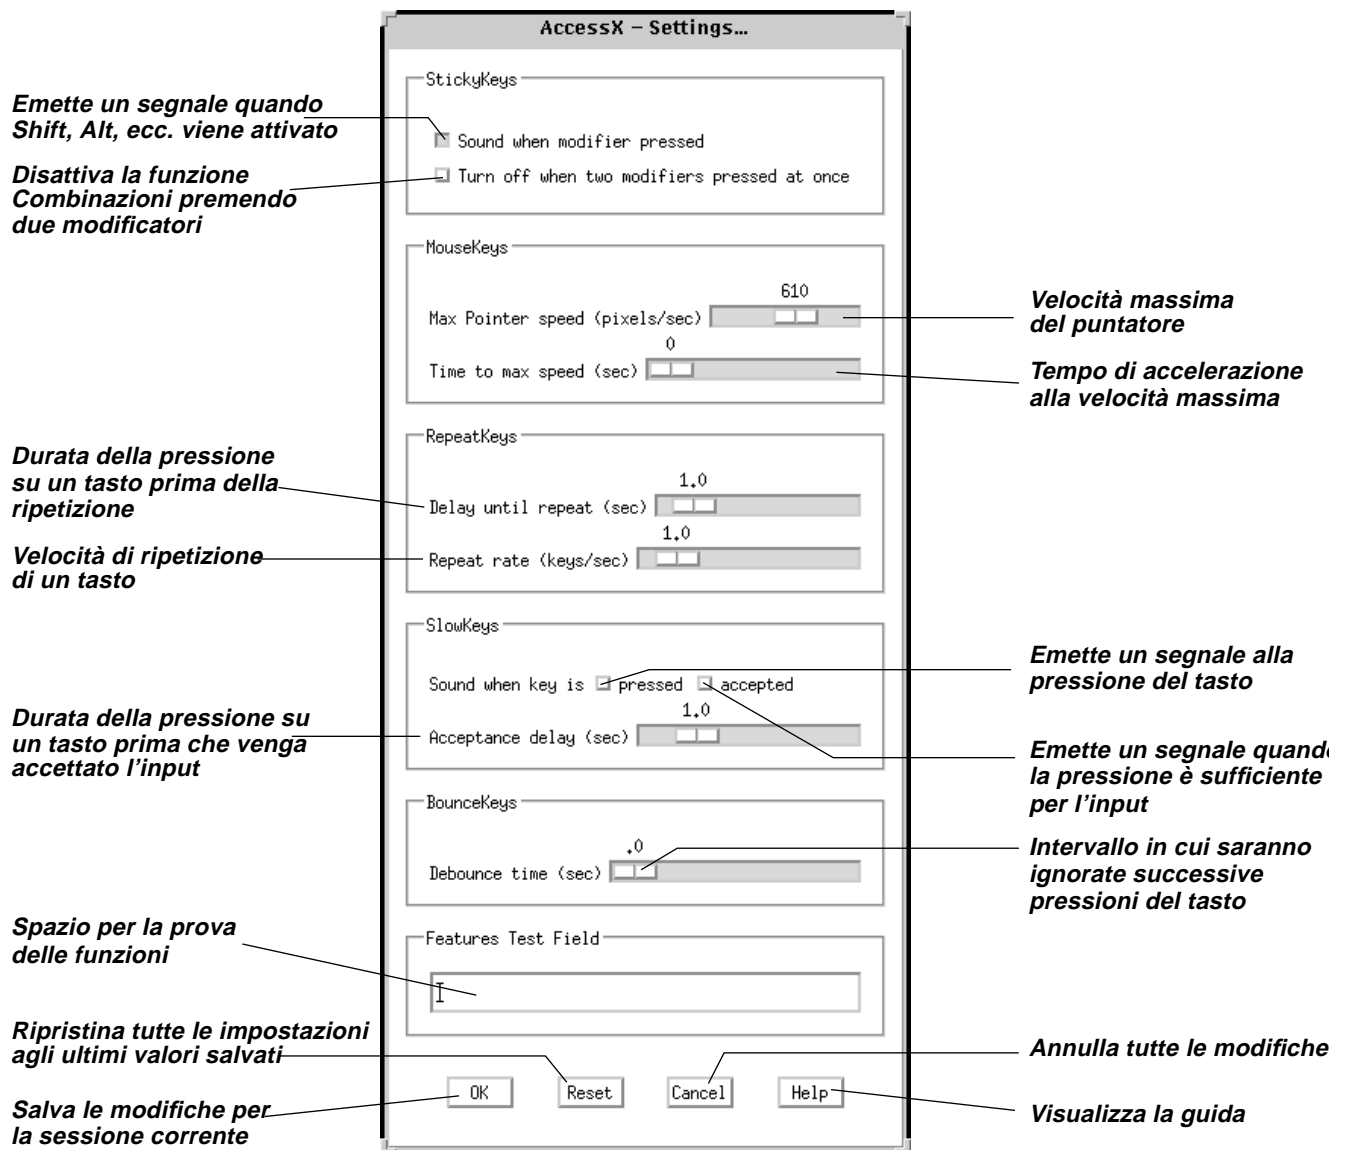 AccessX – Settings...
StickyKeys
Emette un segnale quando
Shift, Alt, ecc. viene attivato
Sound when modifier pressed
Disattiva la funzione
Combinazioni premendo
due modificatori
Turn off when two modifiers pressed at once
MouseKeys
610
Max Pointer speed (pixels/sec)
Velocità massima
del puntatore
0
Time to max speed (sec)
Tempo di accelerazione
alla velocità massima
RepeatKeys
Durata della pressione
su un tasto prima della
ripetizione
1.0
Delay until repeat (sec)
1.0
Velocità di ripetizione
di un tasto
Repeat rate (keys/sec)
SlowKeys
Emette un segnale alla
pressione del tasto
Sound when key is pressed accepted
1.0
Durata della pressione su
un tasto prima che venga
accettato l’input
Acceptance delay (sec)
Emette un segnale quand
la pressione è sufficiente
per l’input
BounceKeys
.0
Debounce time (sec)
Intervallo in cui saranno
ignorate successive
pressioni del tasto
Spazio per la prova
delle funzioni
Features Test Field
Ripristina tutte le impostazioni
agli ultimi valori salvati
Annulla tutte le modifiche
OK Reset Cancel Help
Salva le modifiche per
la sessione corrente
Visualizza la guida